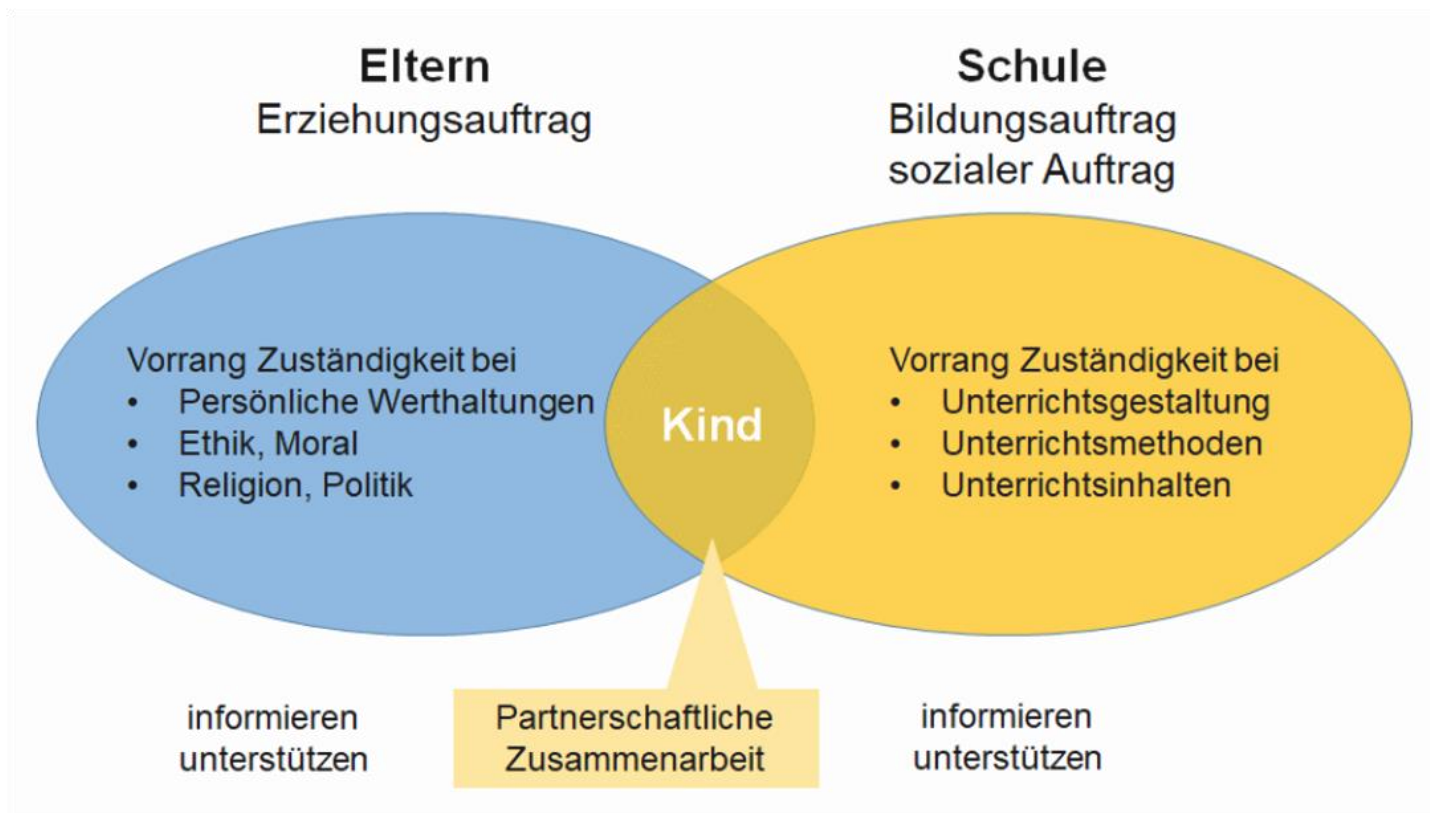 Eltern
Erziehungsauftrag
Schule
Bildungsauftrag
sozialer Auftrag
Vorrang Zuständigkeit bei
• Persönliche Werthaltungen
• Ethik, Moral
• Religion, Politik
Kind
Vorrang Zuständigkeit bei
• Unterrichtsgestaltung
• Unterrichtsmethoden
• Unterrichtsinhalten
informieren
unterstützen
Partnerschaftliche
Zusammenarbeit
informieren
unterstützen